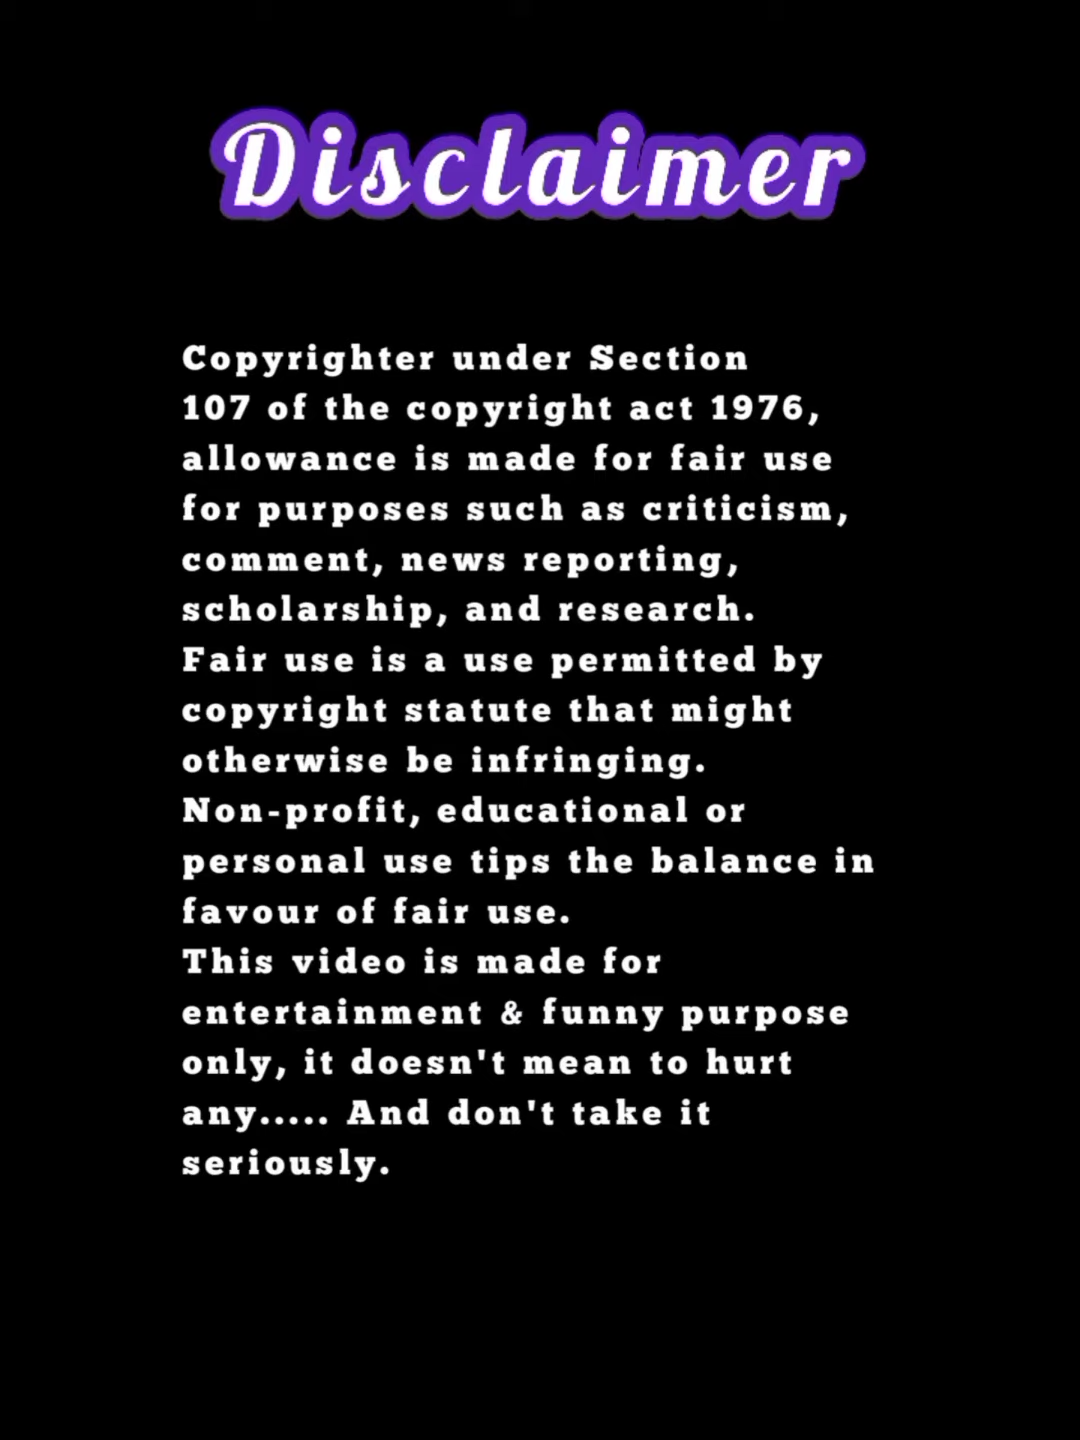 Disclaimer
Copyrighter under Section
107 of the copyright act 1976,
allowance is made for fair use
for purposes such as criticism,
comment, news reporting,
scholarship, and research.
Fair use is a use permitted by
copyright statute that might
otherwise be infringing.
Non-profit, educational or
personal use tips the balance in
favour of fair use.
This video is made for
entertainment & funny purpose
only, it doesn't mean to hurt
any..... And don't take it
seriously.